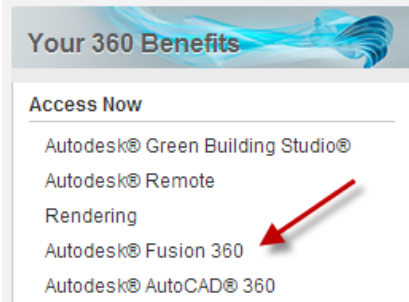 Your 360 Benefits
Access Now
Autodesk® Green Building Studio®
Autodesk® Remote
Rendering
Autodesk® Fusion 360
Autodesk® AutoCAD® 360